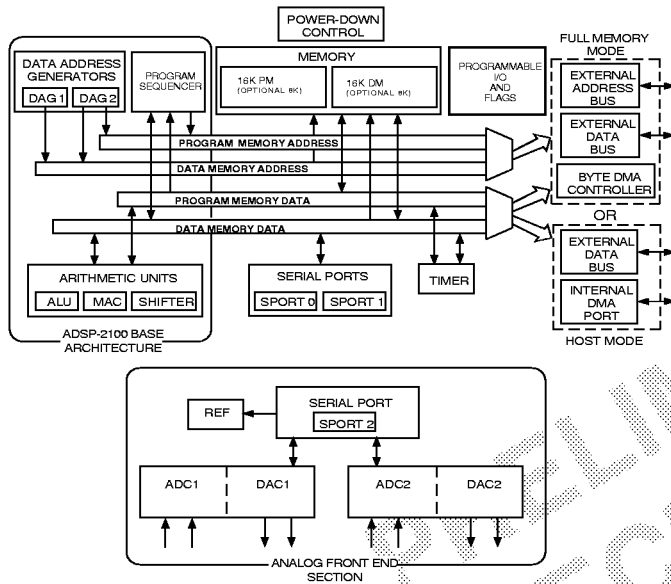 POWER-DOWN
CONTROL
FULL MEMORY
MODE
DATA ADDRESS
GENERATORS
DAG 1
DAG 2
PROGRAM
SEQUENCER
MEMORY
16K PM
(OPTIONAL 8K)
16K DM
(OPTIONAL 8K)
PROGRAMMABLE
I/O
AND
FLAGS
EXTERNAL
ADDRESS
BUS
EXTERNAL
DATA
BUS
BYTE DMA
CONTROLLER
OR
EXTERNAL
DATA
BUS
INTERNAL
DMA
PORT
HOST MODE
PROGRAM MEMORY ADDRESS
DATA MEMORY ADDRESS
PROGRAM MEMORY DATA
DATA MEMORY DATA
ARITHMETIC UNITS
ALU
MAC
SHIFTER
SERIAL PORTS
SPORT 0
SPORT 1
TIMER
ADSP-2100 BASE
ARCHITECTURE
SERIAL PORT
SPORT 2
REF
ADC1
DAC1
ADC2
DAC2
ANALOG FRONT END
SECTION